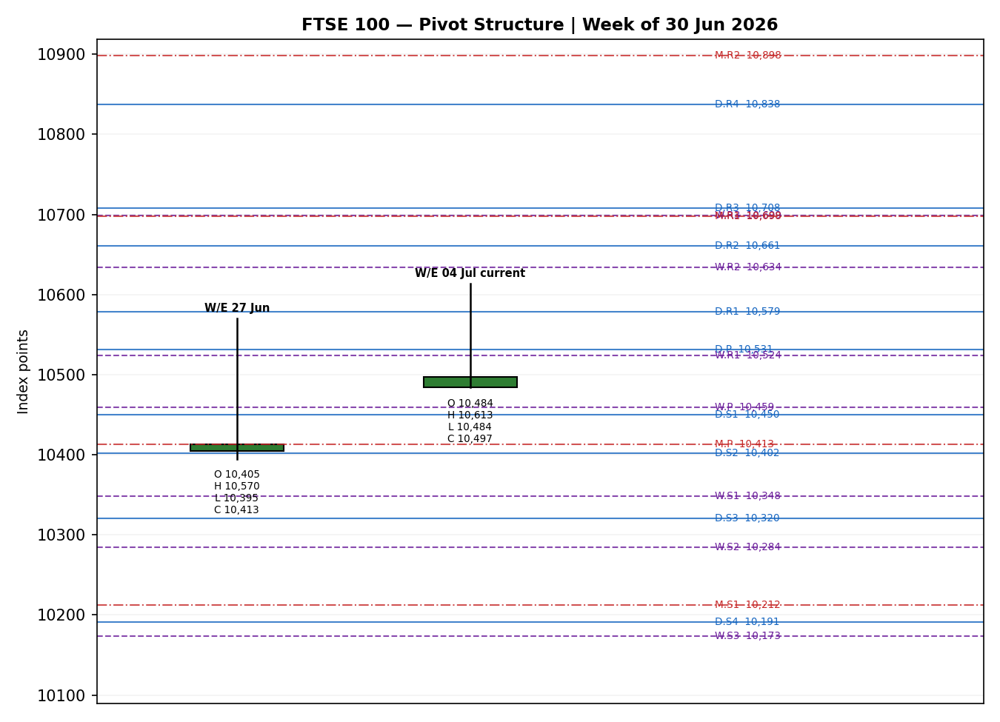 FTSE 100 — Pivot Structure | Week of 30 Jun 2026
10900
M.R2 10,898
D.R4 10,838
10800
D.R3 10,708
10700
M.R1 10,698
D.R2 10,661
W.R2 10,634
W/E 04 Jul current
10600
W/E 27 Jun
D.R1 10,579
D.P 10,531
W.R1 10,524
10500
Index points
O 10,484
H 10,613
L 10,484
C 10,497
W.P 10,459
D.S1 10,450
M.P 10,413
D.S2 10,402
10400
O 10,405
H 10,570
L 10,395
C 10,413
W.S1 10,348
D.S3 10,320
10300
W.S2 10,284
M.S1 10,212
10200
D.S4 10,191
W.S3 10,173
10100